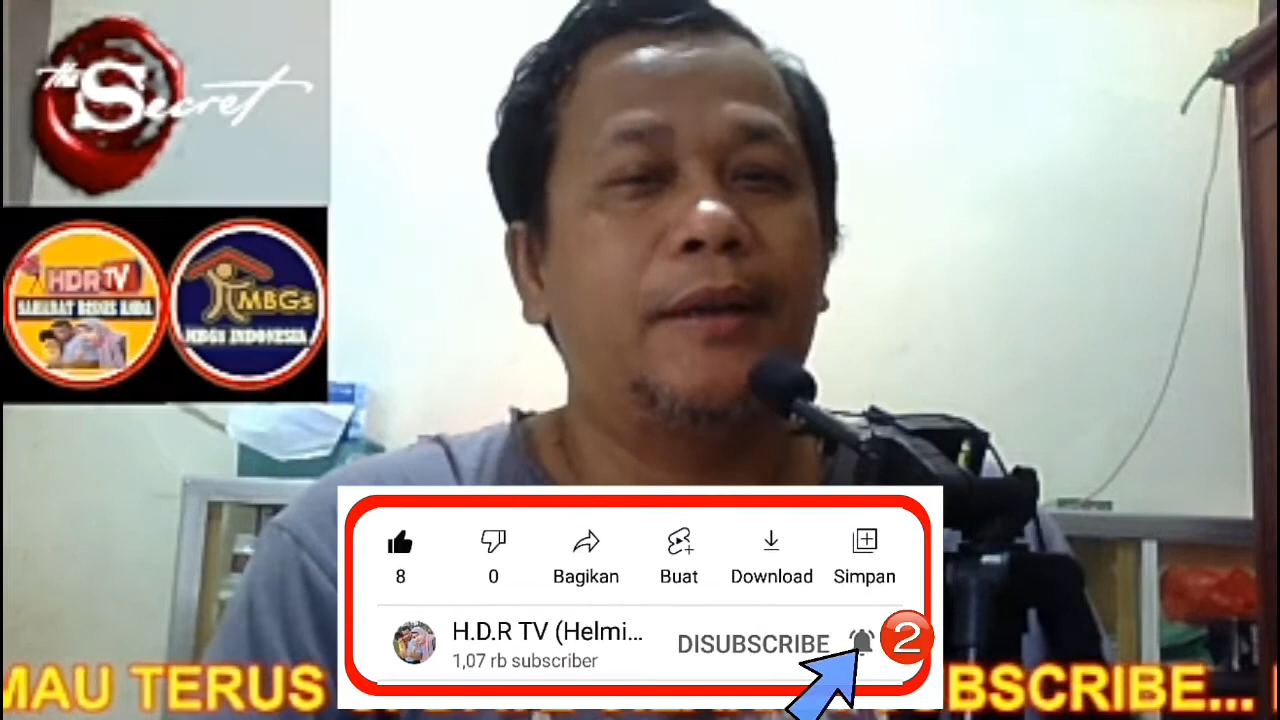 the Secret
HDR TV
SAHABAT BISNIS ANDA
MBGs
MBGS INDONESIA
8
0
Bagikan
Buat
Download
Simpan
H.D.R TV (Helmi...
DISUBSCRIBE
2
1,07 rb subscriber
MAU TERUS
BSCRIBE...